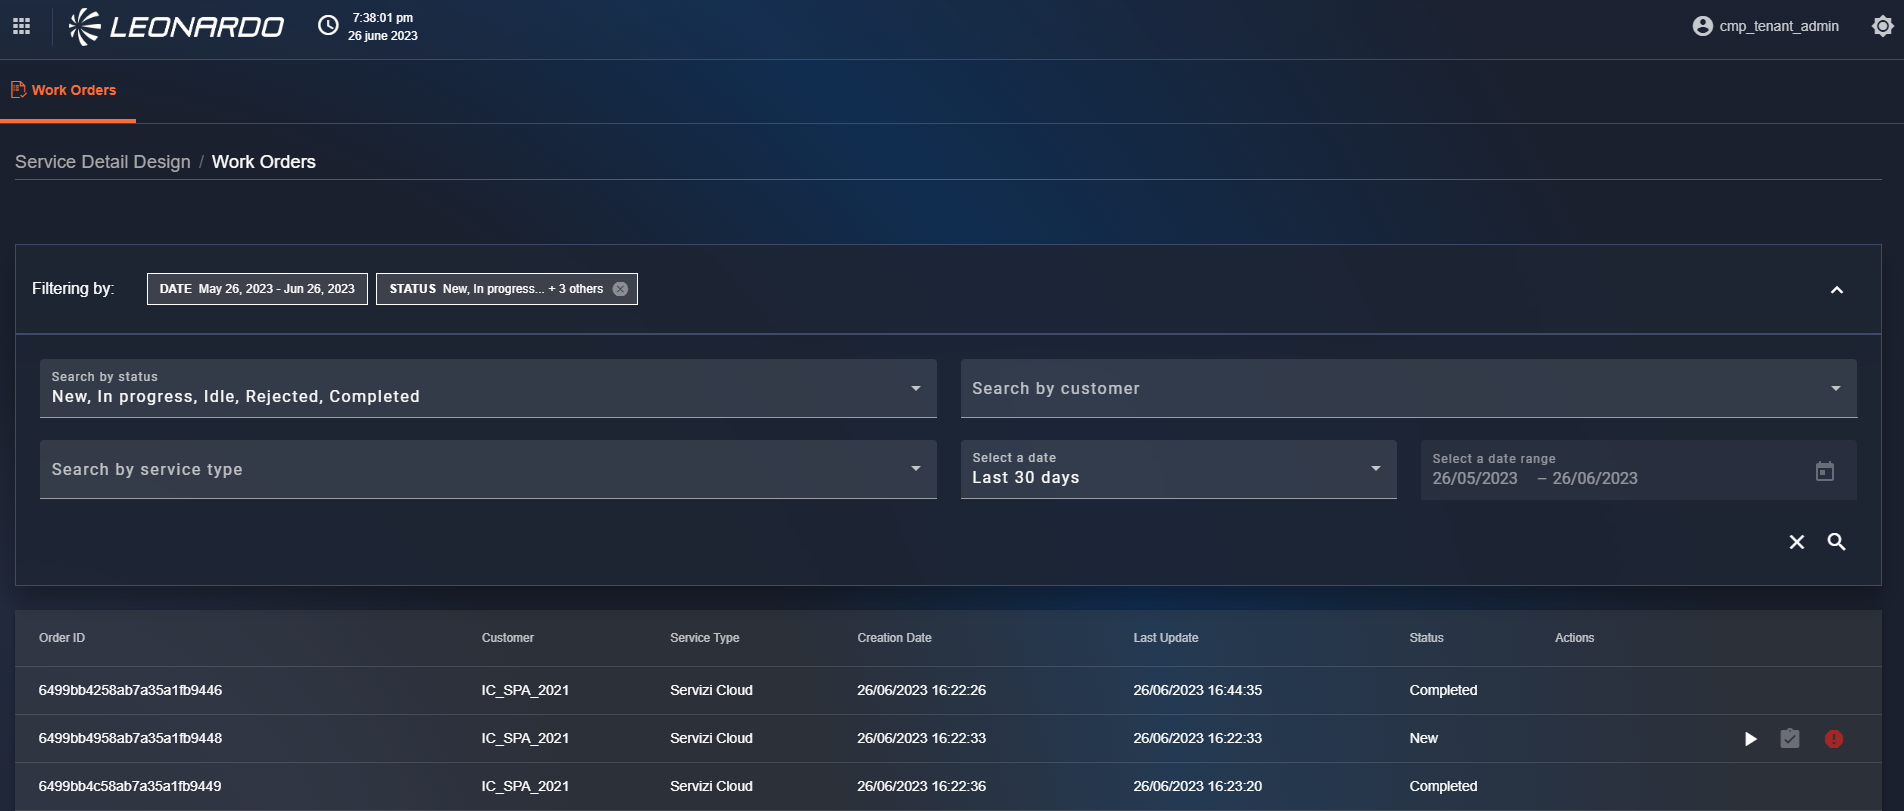 LEONARDO
7:38:01 pm
26 june 2023
cmp_tenant_admin
Work Orders
Service Detail Design / Work Orders
Filtering by:
DATE May 26, 2023 - Jun 26, 2023
STATUS New, In progress... + 3 others
Search by status
New, In progress, Idle, Rejected, Completed
Search by customer
Search by service type
Select a date
Last 30 days
Select a date range
26/05/2023 – 26/06/2023
Order ID Customer Service Type Creation Date Last Update Status Actions
6499bb4258ab7a35a1fb9446 IC_SPA_2021 Servizi Cloud 26/06/2023 16:22:26 26/06/2023 16:44:35 Completed
6499bb4958ab7a35a1fb9448 IC_SPA_2021 Servizi Cloud 26/06/2023 16:22:33 26/06/2023 16:22:33 New
6499bb4c58ab7a35a1fb9449 IC_SPA_2021 Servizi Cloud 26/06/2023 16:22:36 26/06/2023 16:23:20 Completed